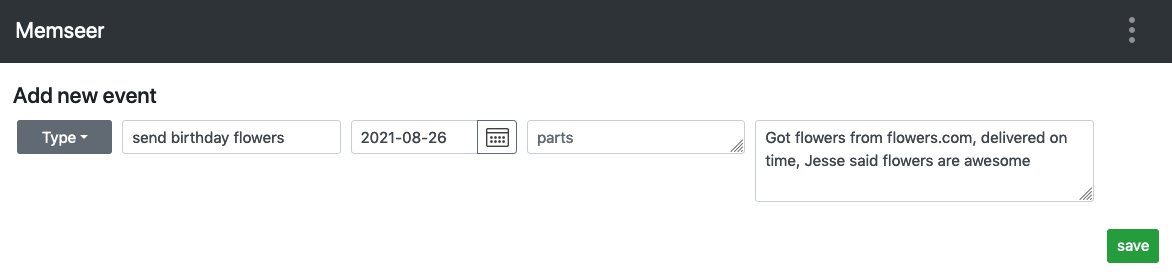 Memseer
Add new event
Type
send birthday flowers
2021-08-26
parts
Got flowers from flowers.com, delivered on
time, Jesse said flowers are awesome
save